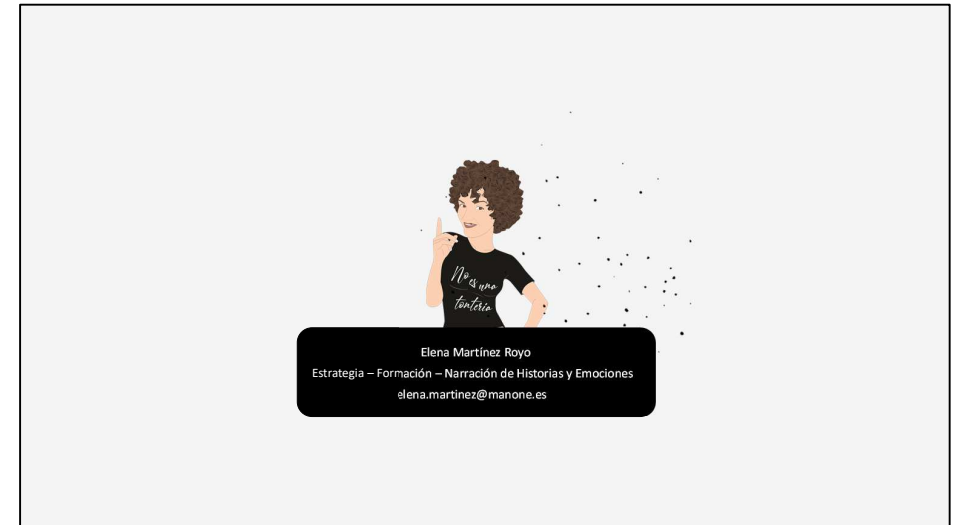 No es una
tontería
Elena Martínez Royo
Estrategia – Formación – Narración de Historias y Emociones
elena.martinez@manone.es